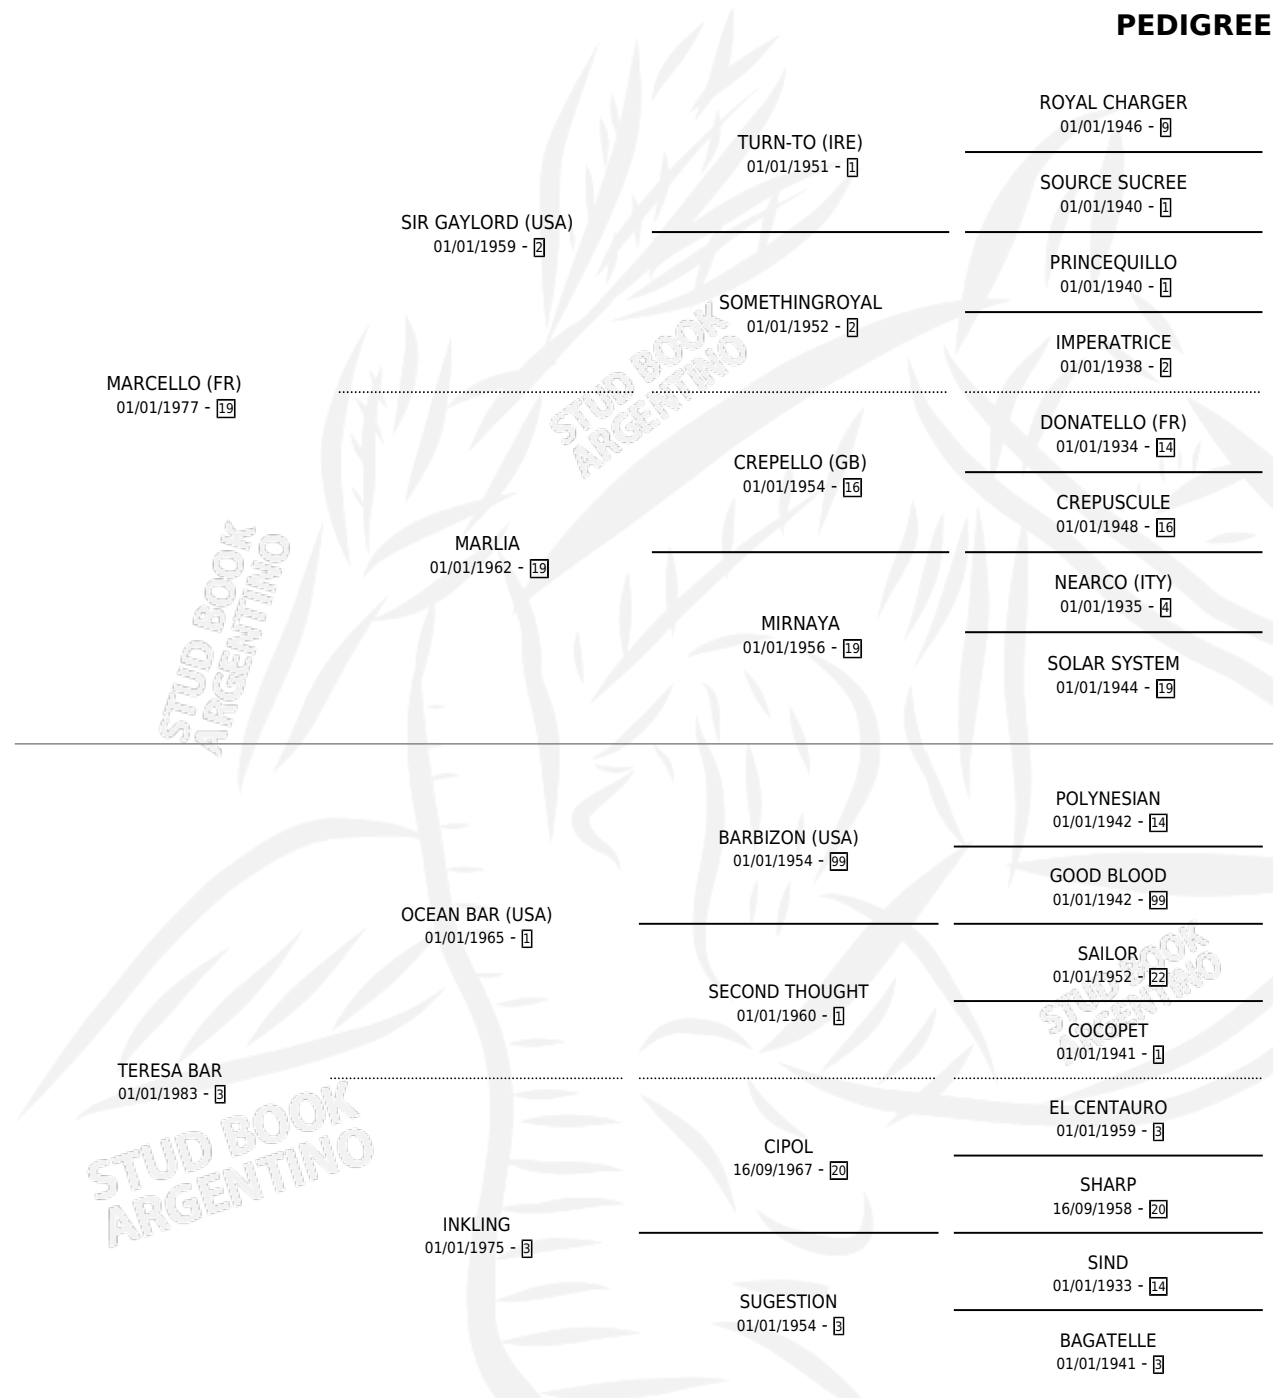 PEDIGREE
ROYAL CHARGER
01/01/1946 - 9
TURN-TO (IRE)
01/01/1951 - 1
SOURCE SUCREE
01/01/1940 - 1
SIR GAYLORD (USA)
01/01/1959 - 2
PRINCEQUILLO
01/01/1940 - 1
SOMETHINGROYAL
01/01/1952 - 2
IMPERATRICE
01/01/1938 - 2
MARCELLO (FR)
01/01/1977 - 19
DONATELLO (FR)
01/01/1934 - 14
CREPELLO (GB)
01/01/1954 - 16
CREPUSCULE
01/01/1948 - 16
MARLIA
01/01/1962 - 19
NEARCO (ITY)
01/01/1935 - 4
MIRNAYA
01/01/1956 - 19
SOLAR SYSTEM
01/01/1944 - 19
STUD BOOK
ARGENTINO
STUD BOOK
ARGENTINO
POLYNESIAN
01/01/1942 - 14
BARBIZON (USA)
01/01/1954 - 99
GOOD BLOOD
01/01/1942 - 99
OCEAN BAR (USA)
01/01/1965 - 1
SAILOR
01/01/1952 - 22
SECOND THOUGHT
01/01/1960 - 1
COCOPET
01/01/1941 - 1
TERESA BAR
01/01/1983 - 3
EL CENTAURO
01/01/1959 - 3
CIPOL
16/09/1967 - 20
SHARP
16/09/1958 - 20
INKLING
01/01/1975 - 3
SIND
01/01/1933 - 14
SUGESTION
01/01/1954 - 3
BAGATELLE
01/01/1941 - 3
STUD BOOK
ARGENTINO
STUD BOOK
ARGENTINO